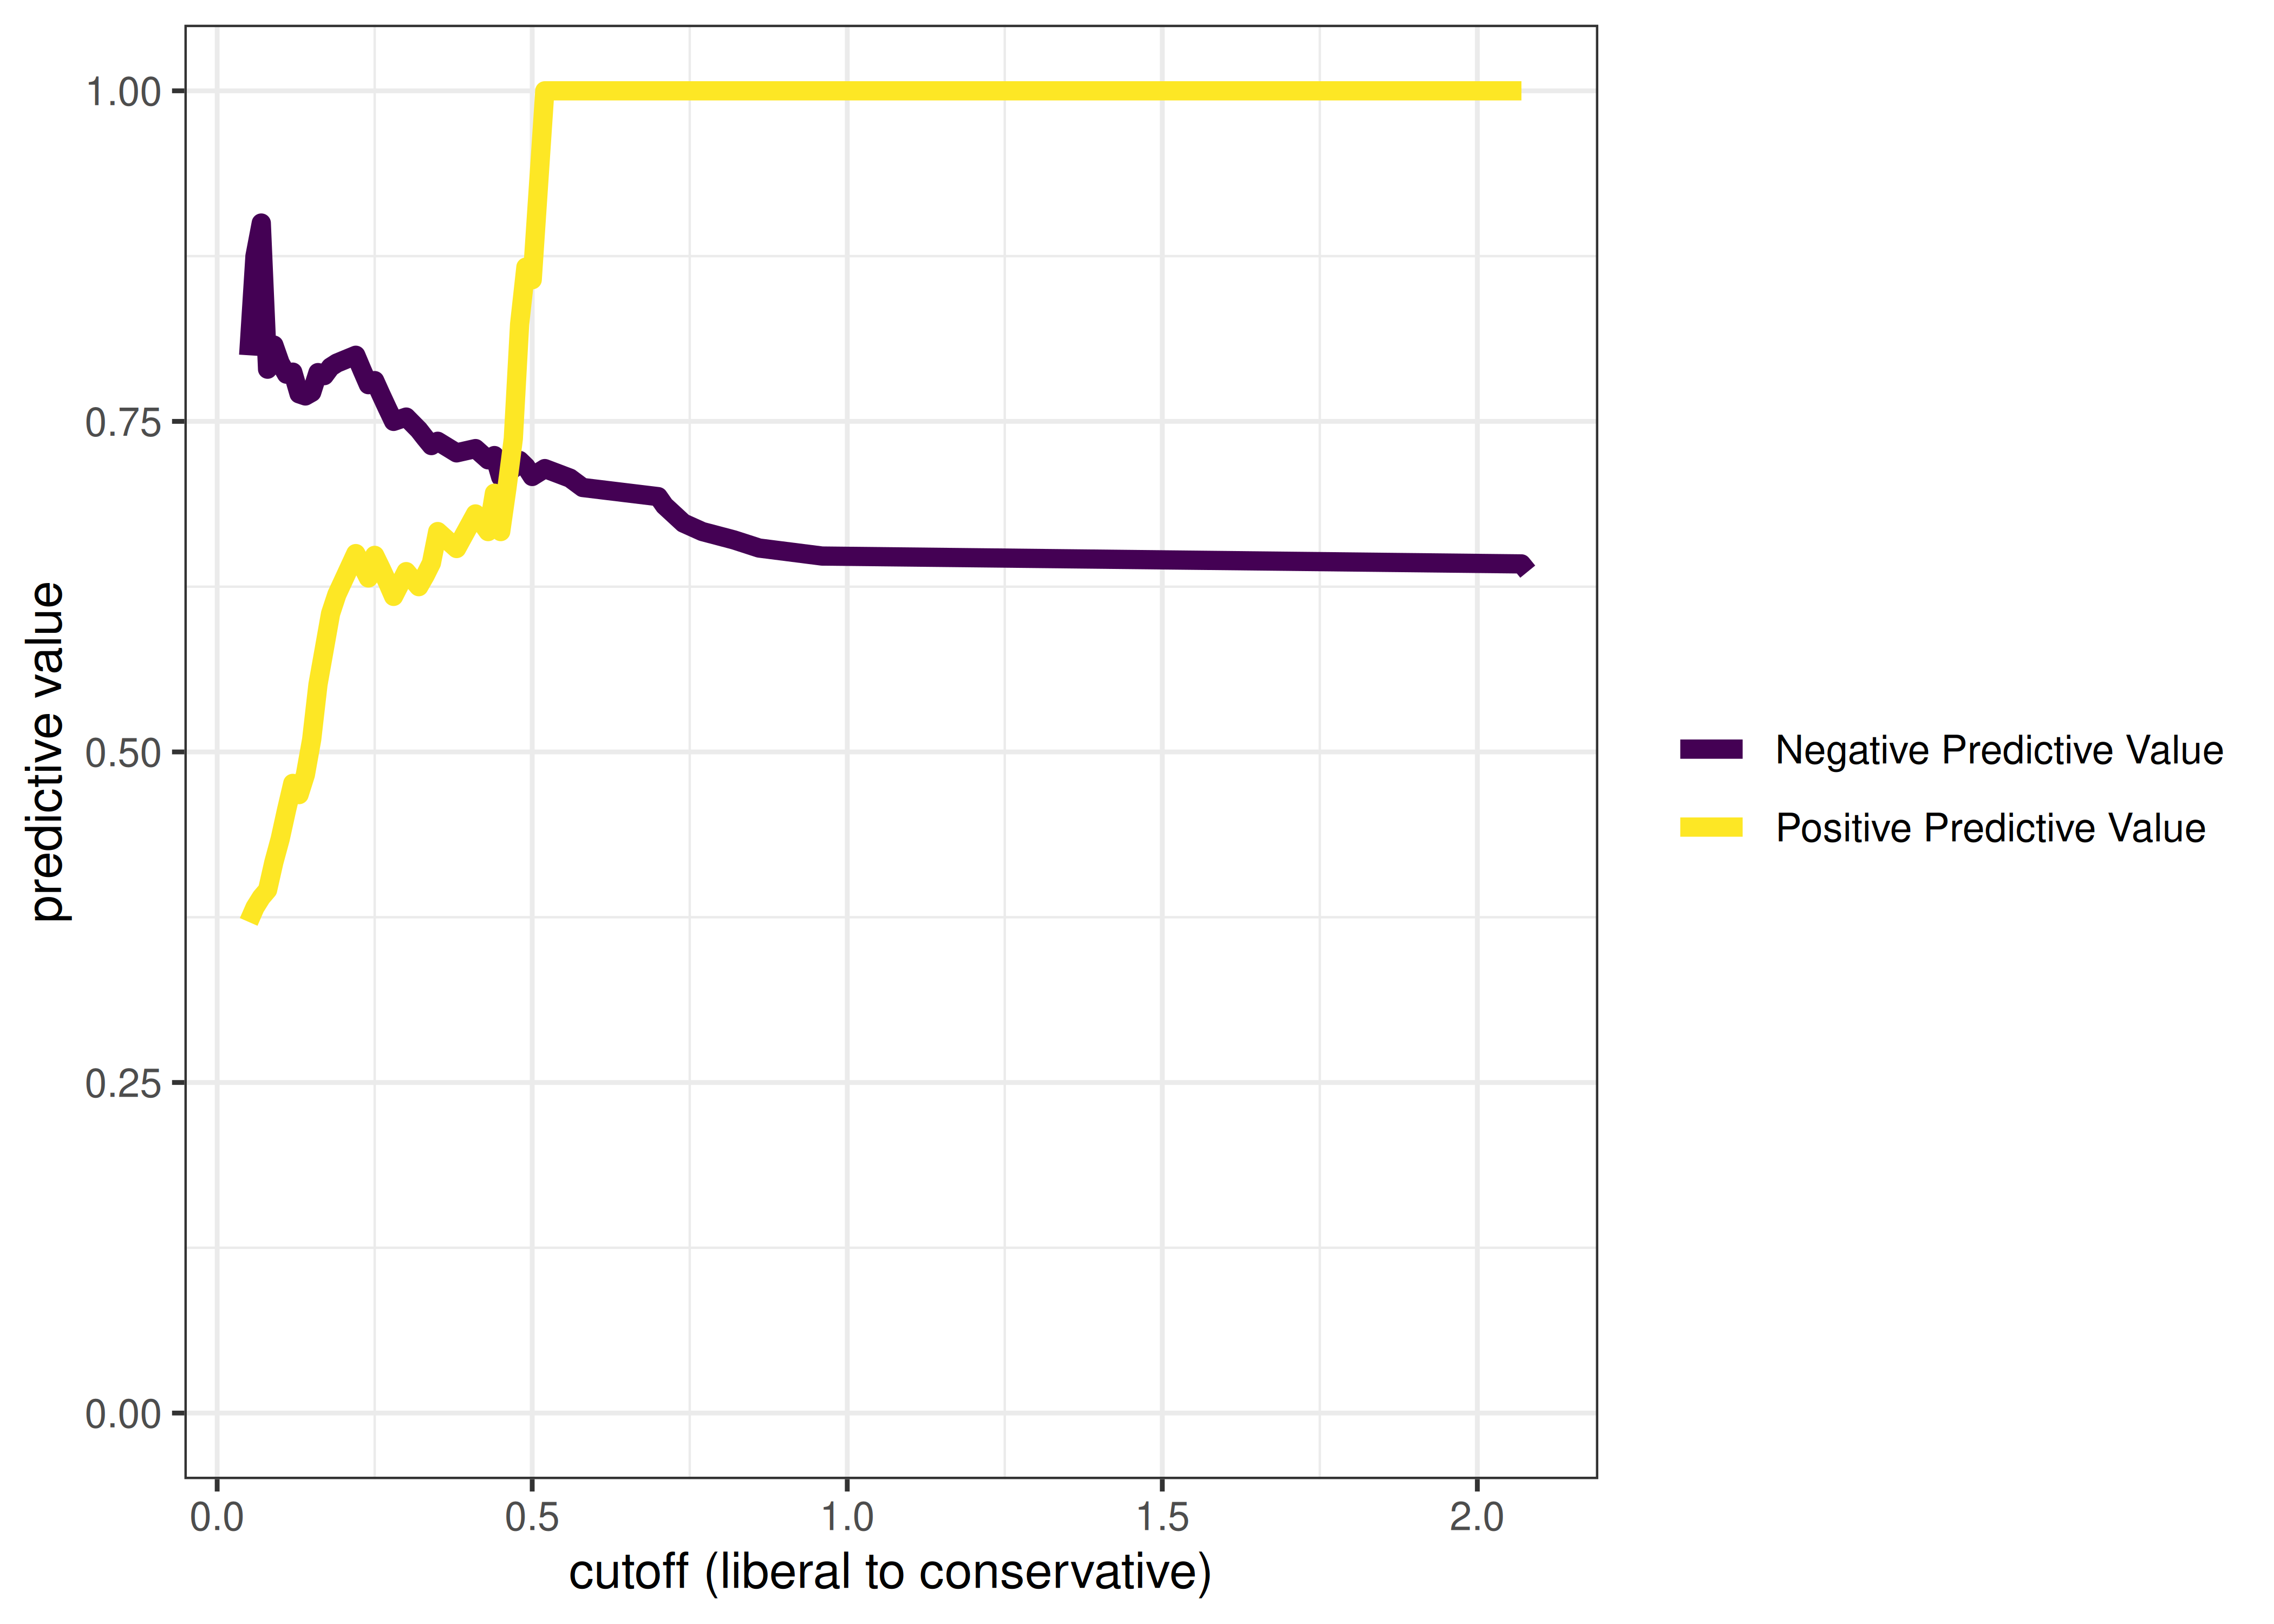 1.00
0.75
0.50
0.25
0.00
predictive value
0.0 0.5 1.0 1.5 2.0
cutoff (liberal to conservative)
Negative Predictive Value
Positive Predictive Value